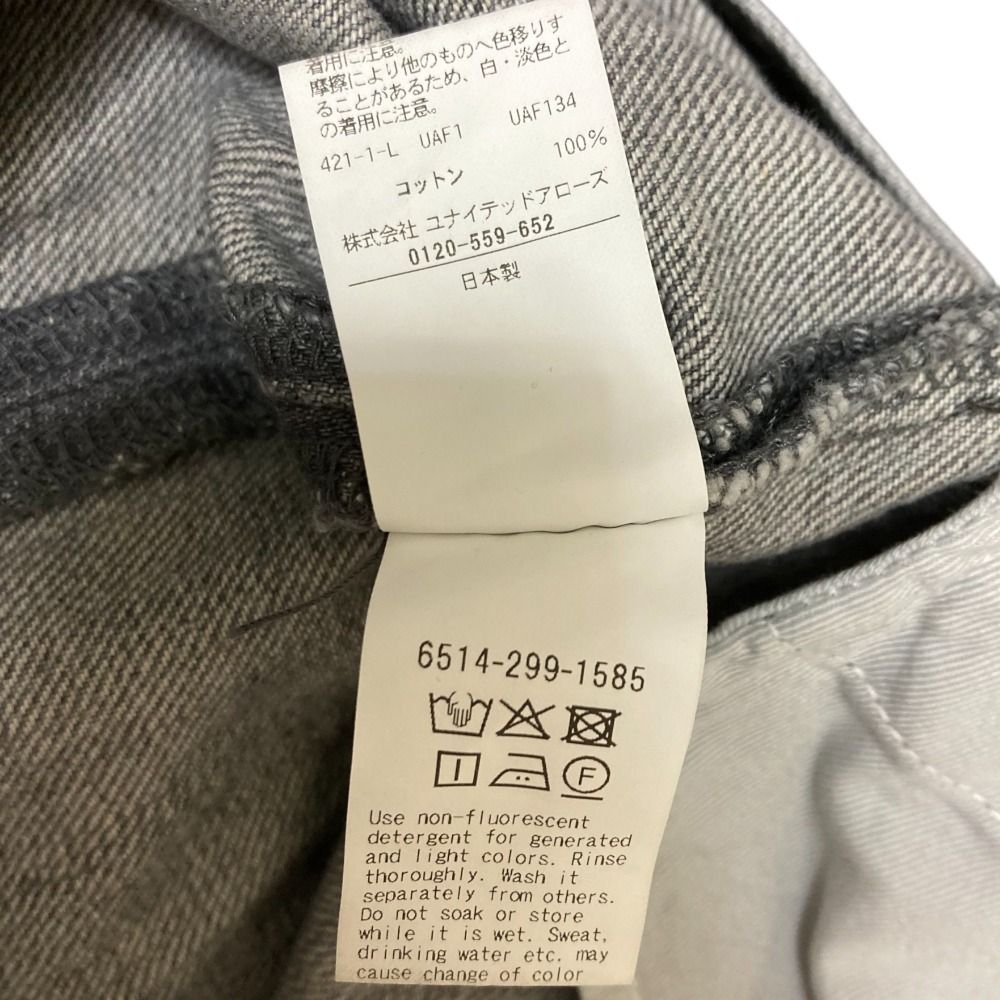 着用に注意。
摩擦により他のものへ色移りす
ることがあるため、白・淡色と
の着用に注意。
421-1-L UAF1 UAF134
コットン 100%
株式会社 ユナイテッドアローズ
0120-559-652
日本製
6514-299-1585
F
Use non-fluorescent
detergent for generated
and light colors. Rinse
thoroughly. Wash it
separately from others.
Do not soak or store
while it is wet. Sweat,
drinking water etc. may
cause change of color